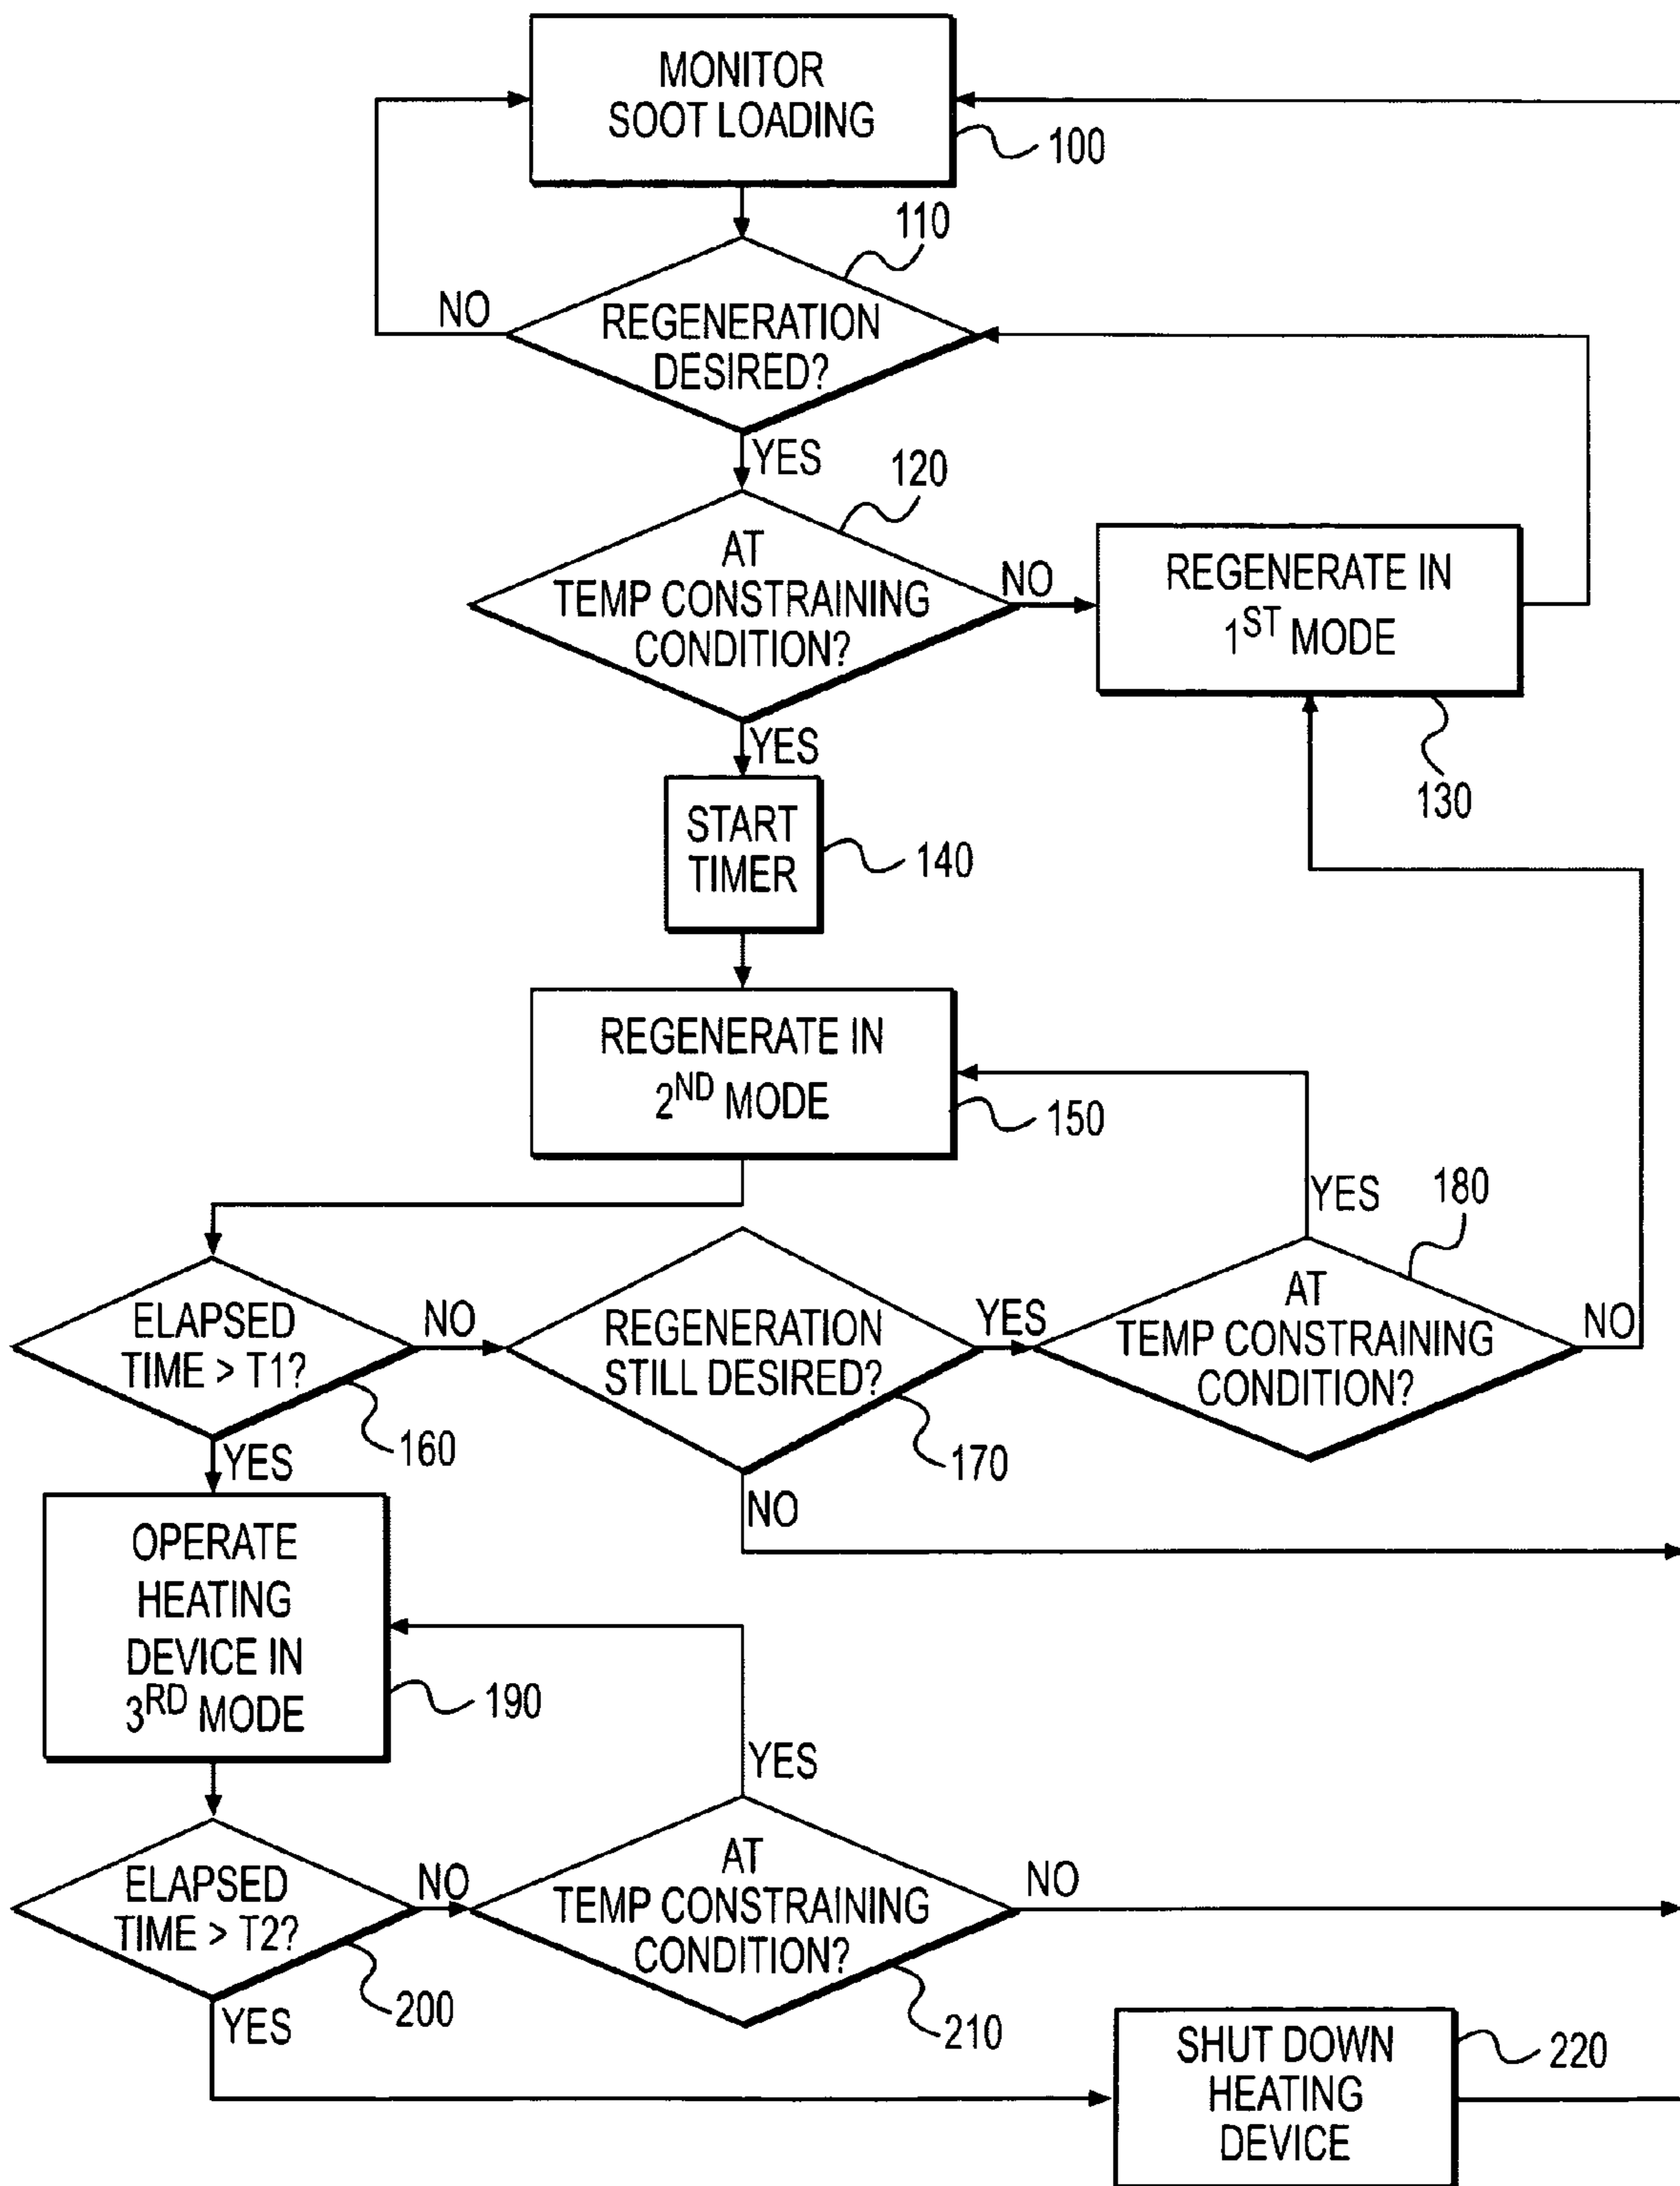 MONITOR
SOOT LOADING
100
110
NO
REGENERATION
DESIRED?
YES
120
AT
TEMP CONSTRAINING
CONDITION?
NO
REGENERATE IN
1ST MODE
130
YES
START
TIMER
140
REGENERATE IN
2ND MODE
150
YES
180
ELAPSED
TIME > T1?
160
NO
REGENERATION
STILL DESIRED?
170
YES
AT
TEMP CONSTRAINING
CONDITION?
NO
YES
NO
OPERATE
HEATING
DEVICE IN
3RD MODE
190
YES
ELAPSED
TIME > T2?
200
NO
AT
TEMP CONSTRAINING
CONDITION?
210
NO
YES
SHUT DOWN
HEATING
DEVICE
220